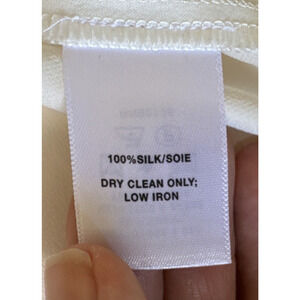 100%SILK/SOIE
DRY CLEAN ONLY;
LOW IRON